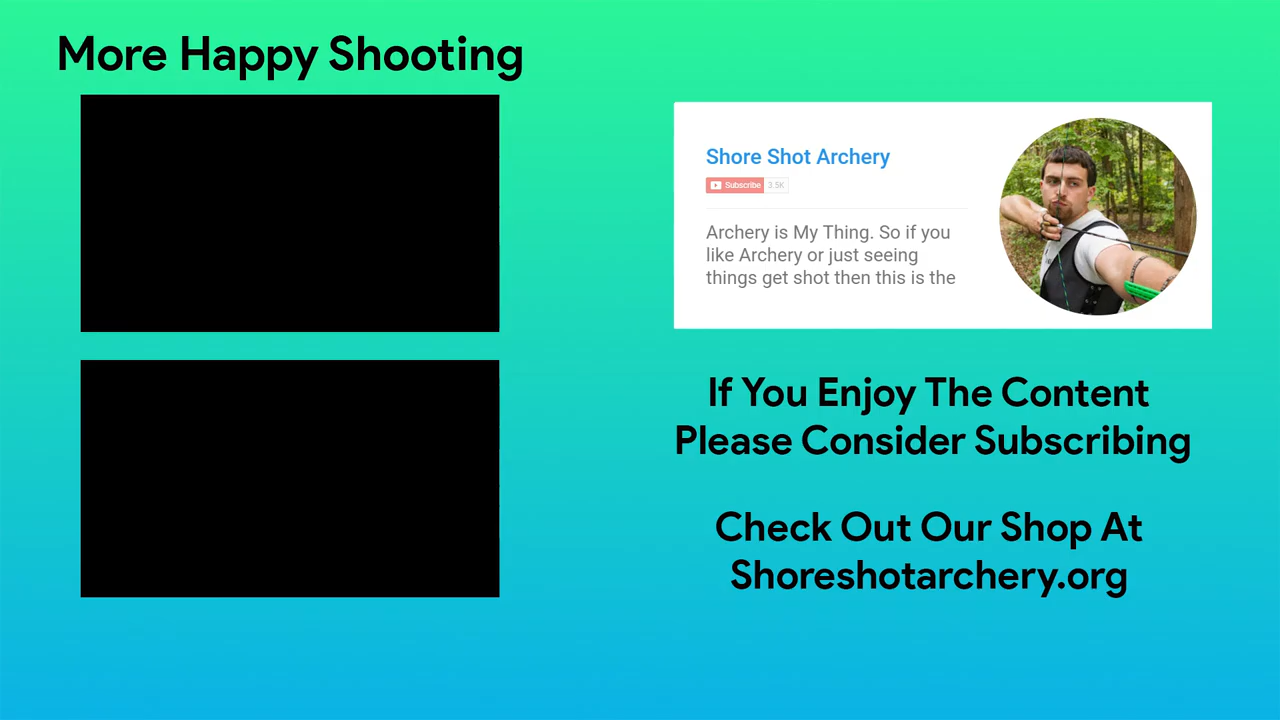 More Happy Shooting
Shore Shot Archery
Subscribe 3.5K
Archery is My Thing. So if you
like Archery or just seeing
things get shot then this is the
If You Enjoy The Content
Please Consider Subscribing
Check Out Our Shop At
Shoreshotarchery.org